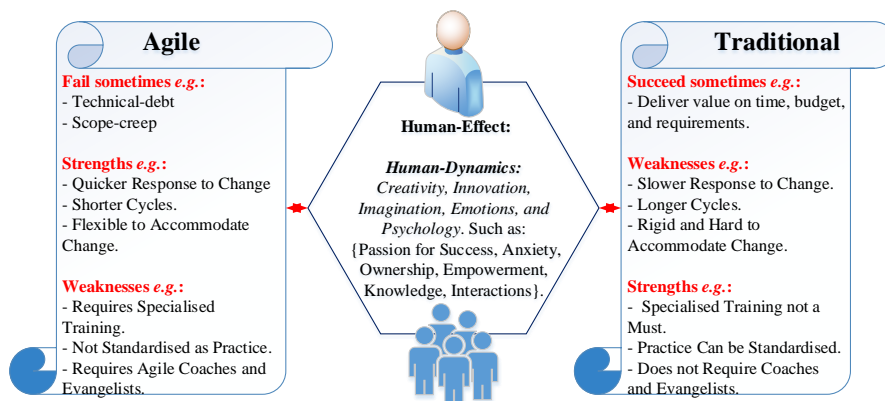 Agile
Fail sometimes e.g.:
- Technical-debt
- Scope-creep
Strengths e.g.:
- Quicker Response to Change
- Shorter Cycles.
- Flexible to Accommodate
Change.
Weaknesses e.g.:
- Requires Specialised
Training.
- Not Standardised as Practice.
- Requires Agile Coaches and
Evangelists.
Human-Effect:
Human-Dynamics:
Creativity, Innovation,
Imagination, Emotions, and
Psychology. Such as:
{Passion for Success, Anxiety,
Ownership, Empowerment,
Knowledge, Interactions}.
Traditional
Succeed sometimes e.g.:
- Deliver value on time, budget,
and requirements.
Weaknesses e.g.:
- Slower Response to Change.
- Longer Cycles.
- Rigid and Hard to
Accommodate Change.
Strengths e.g.:
- Specialised Training not a
Must.
- Practice Can be Standardised.
- Does not Require Coaches
and Evangelists.